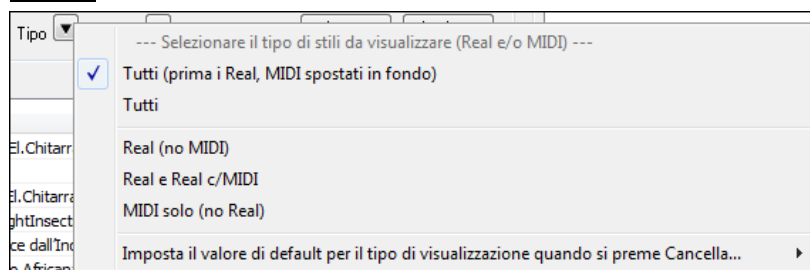 Tipo
--- Selezionare il tipo di stili da visualizzare (Real e/o MIDI) ---
Tutti (prima i Real, MIDI spostati in fondo)
Tutti
El.Chitarr
Real (no MIDI)
Real e Real c/MIDI
El.Chitarra
MIDI solo (no Real)
ghtInsect
ce dall'Ind
Imposta il valore di default per il tipo di visualizzazione quando si preme Cancella...
o African